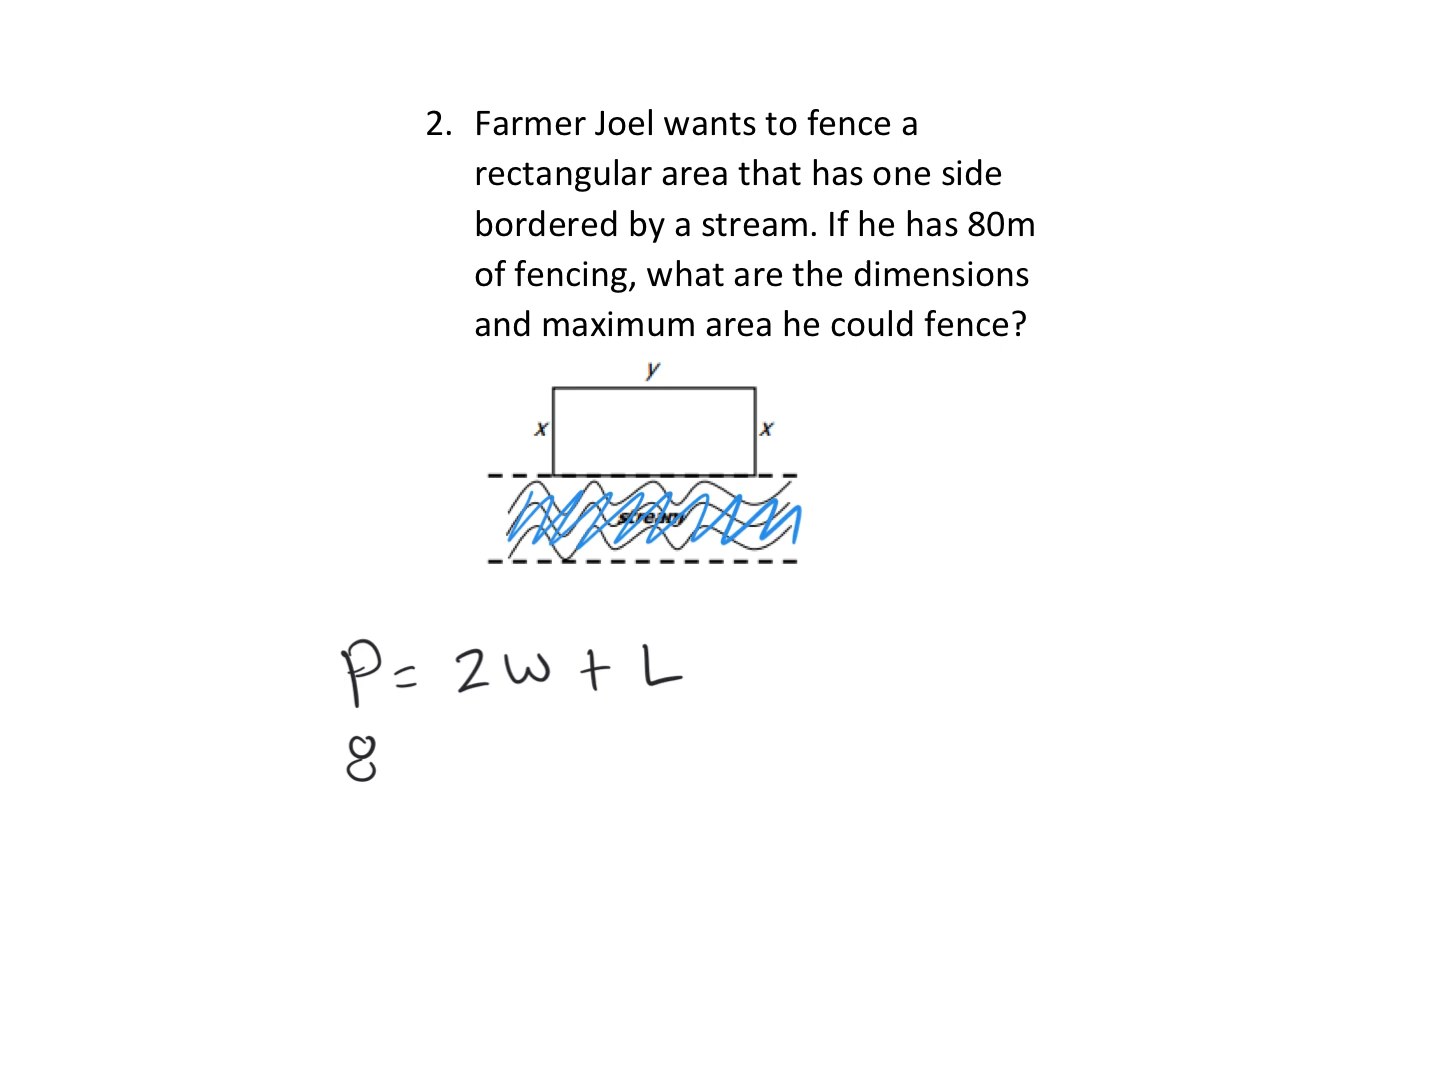 2. Farmer Joel wants to fence a
rectangular area that has one side
bordered by a stream. If he has 80m
of fencing, what are the dimensions
and maximum area he could fence?
y
x x
stream
P = 2w + L
8